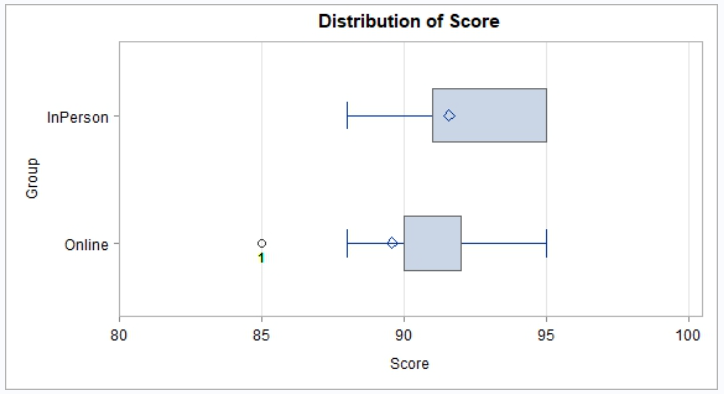 Distribution of Score
InPerson
Group
Online
1
80 85 90 95 100
Score